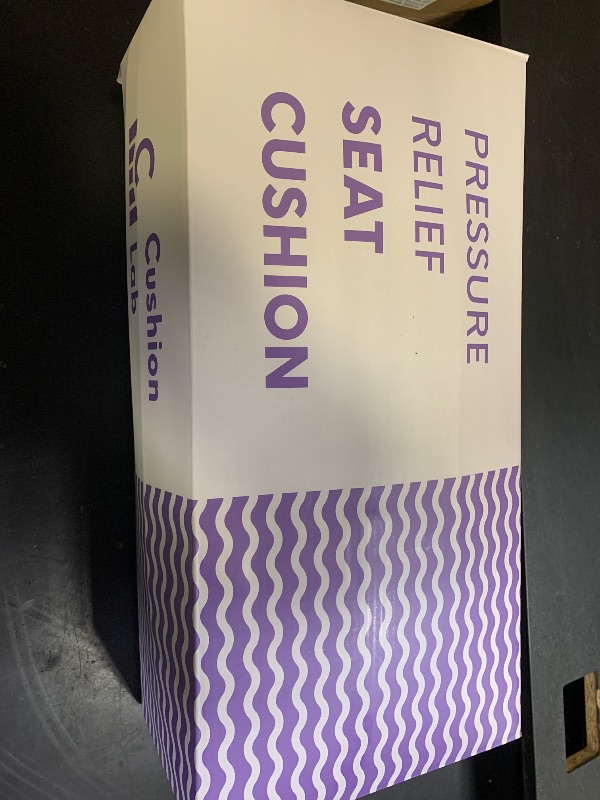 PRESSURE
RELIEF
SEAT
CUSHION
Cushion
Lab